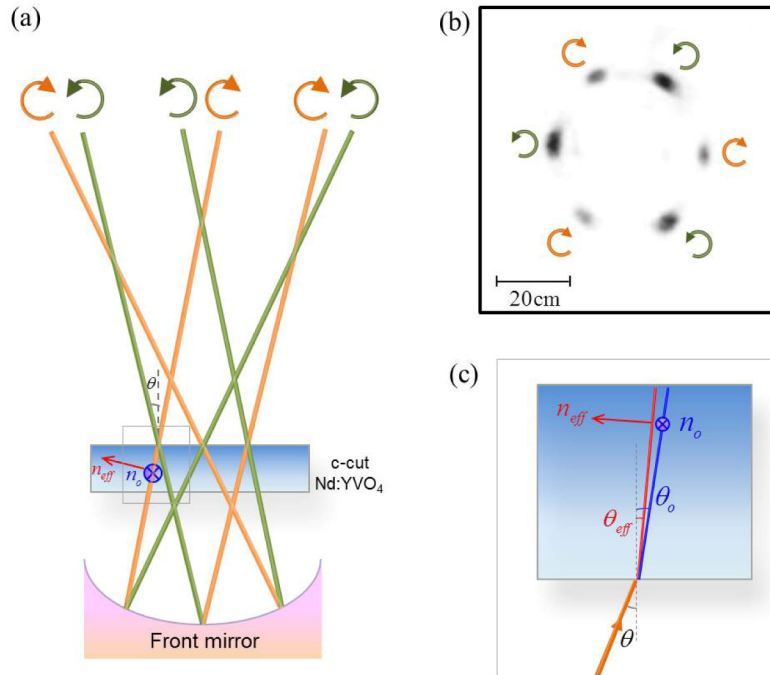 (a)
θ
n_eff
n_o
c-cut
Nd:YVO₄
Front mirror
(b)
20cm
(c)
n_eff
n_o
θ_o
θ_eff
θ